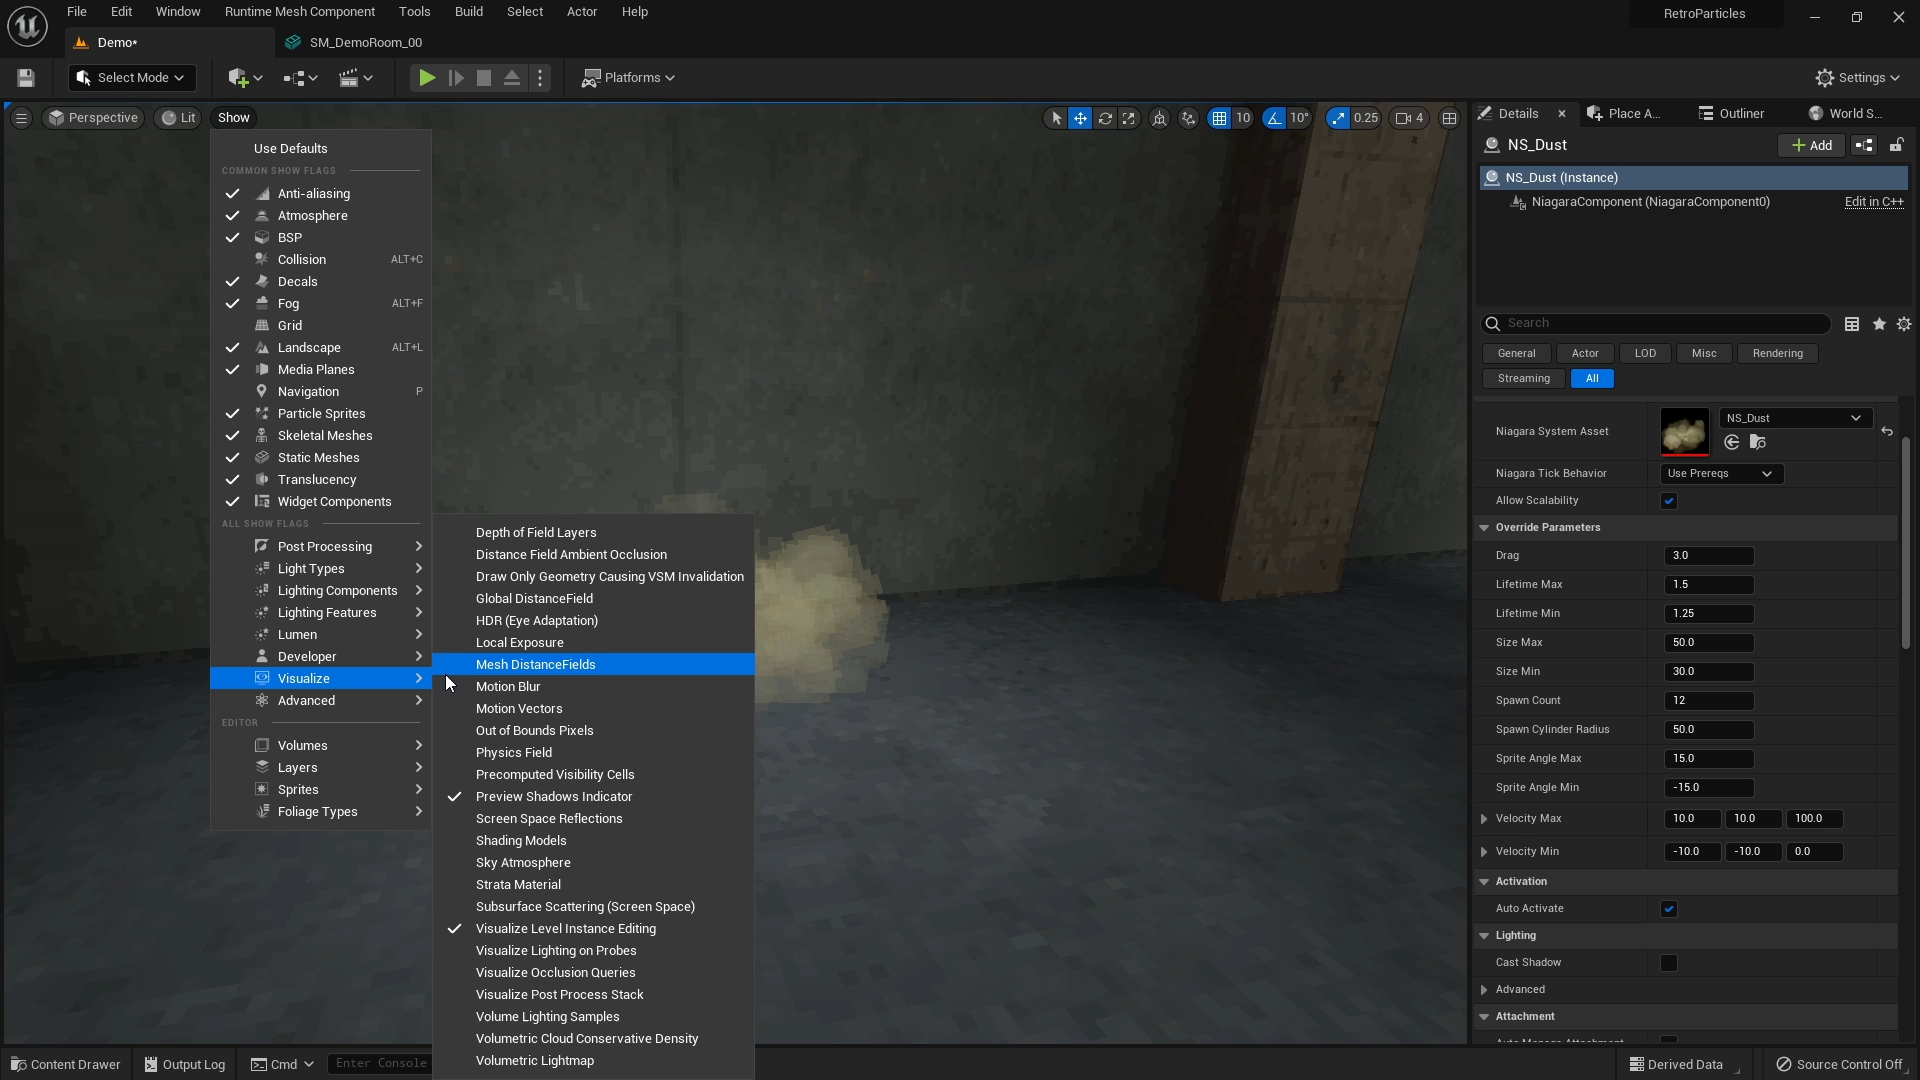 File Edit Window Runtime Mesh Component Tools Build Select Actor Help
RetroParticles
Demo*
SM_DemoRoom_00
Select Mode
Platforms
Settings
Perspective
Lit
Show
10
10°
0.25
4
Details
Place A...
Outliner
World S...
NS_Dust
Add
NS_Dust (Instance)
NiagaraComponent (NiagaraComponent0)
Edit in C++
Search
General
Actor
LOD
Misc
Rendering
Streaming
All
Niagara System Asset
NS_Dust
Niagara Tick Behavior
Use Prereqs
Allow Scalability
Override Parameters
Drag 3.0
Lifetime Max 1.5
Lifetime Min 1.25
Size Max 50.0
Size Min 30.0
Spawn Count 12
Spawn Cylinder Radius 50.0
Sprite Angle Max 15.0
Sprite Angle Min -15.0
Velocity Max 10.0 10.0 100.0
Velocity Min -10.0 -10.0 0.0
Activation
Auto Activate
Lighting
Cast Shadow
Advanced
Attachment
Use Defaults
COMMON SHOW FLAGS
Anti-aliasing
Atmosphere
BSP
Collision ALT+C
Decals
Fog ALT+F
Grid
Landscape ALT+L
Media Planes
Navigation P
Particle Sprites
Skeletal Meshes
Static Meshes
Translucency
Widget Components
ALL SHOW FLAGS
Post Processing
Light Types
Lighting Components
Lighting Features
Lumen
Developer
Visualize
Advanced
EDITOR
Volumes
Layers
Sprites
Foliage Types
Depth of Field Layers
Distance Field Ambient Occlusion
Draw Only Geometry Causing VSM Invalidation
Global DistanceField
HDR (Eye Adaptation)
Local Exposure
Mesh DistanceFields
Motion Blur
Motion Vectors
Out of Bounds Pixels
Physics Field
Precomputed Visibility Cells
Preview Shadows Indicator
Screen Space Reflections
Shading Models
Sky Atmosphere
Strata Material
Subsurface Scattering (Screen Space)
Visualize Level Instance Editing
Visualize Lighting on Probes
Visualize Occlusion Queries
Visualize Post Process Stack
Volume Lighting Samples
Volumetric Cloud Conservative Density
Volumetric Lightmap
Content Drawer
Output Log
Cmd
Enter Console
Derived Data
Source Control Off